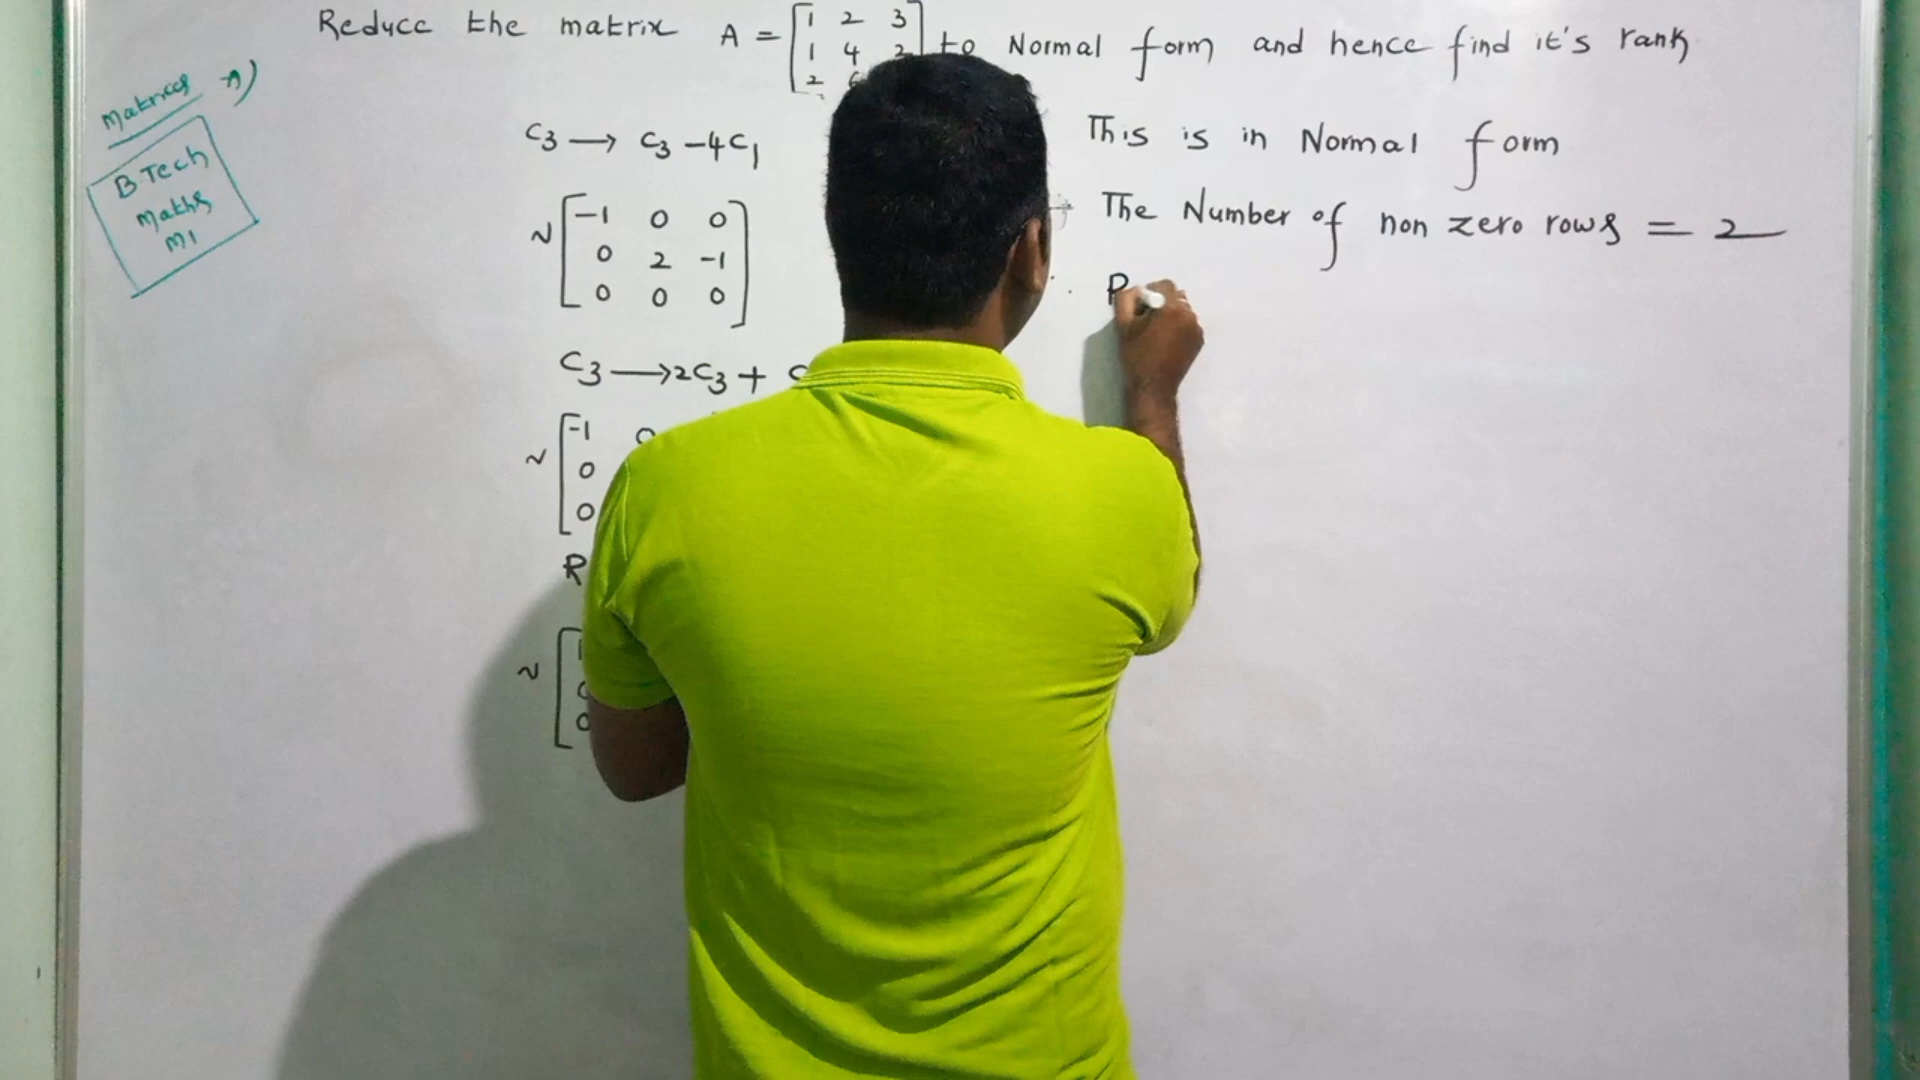 Reduce the matrix A = [1 2 3 to Normal form and hence find it's rank
1 4 2
2
Matrices
B Tech
Maths
M1
C3 → C3 -4C1
~ [-1 0 0]
0 2 -1
0 0 0
C3 → 2C3 +
~ [-1 0
0
0
R
~ [1
0
0
This is in Normal form
The Number of non zero rows = 2